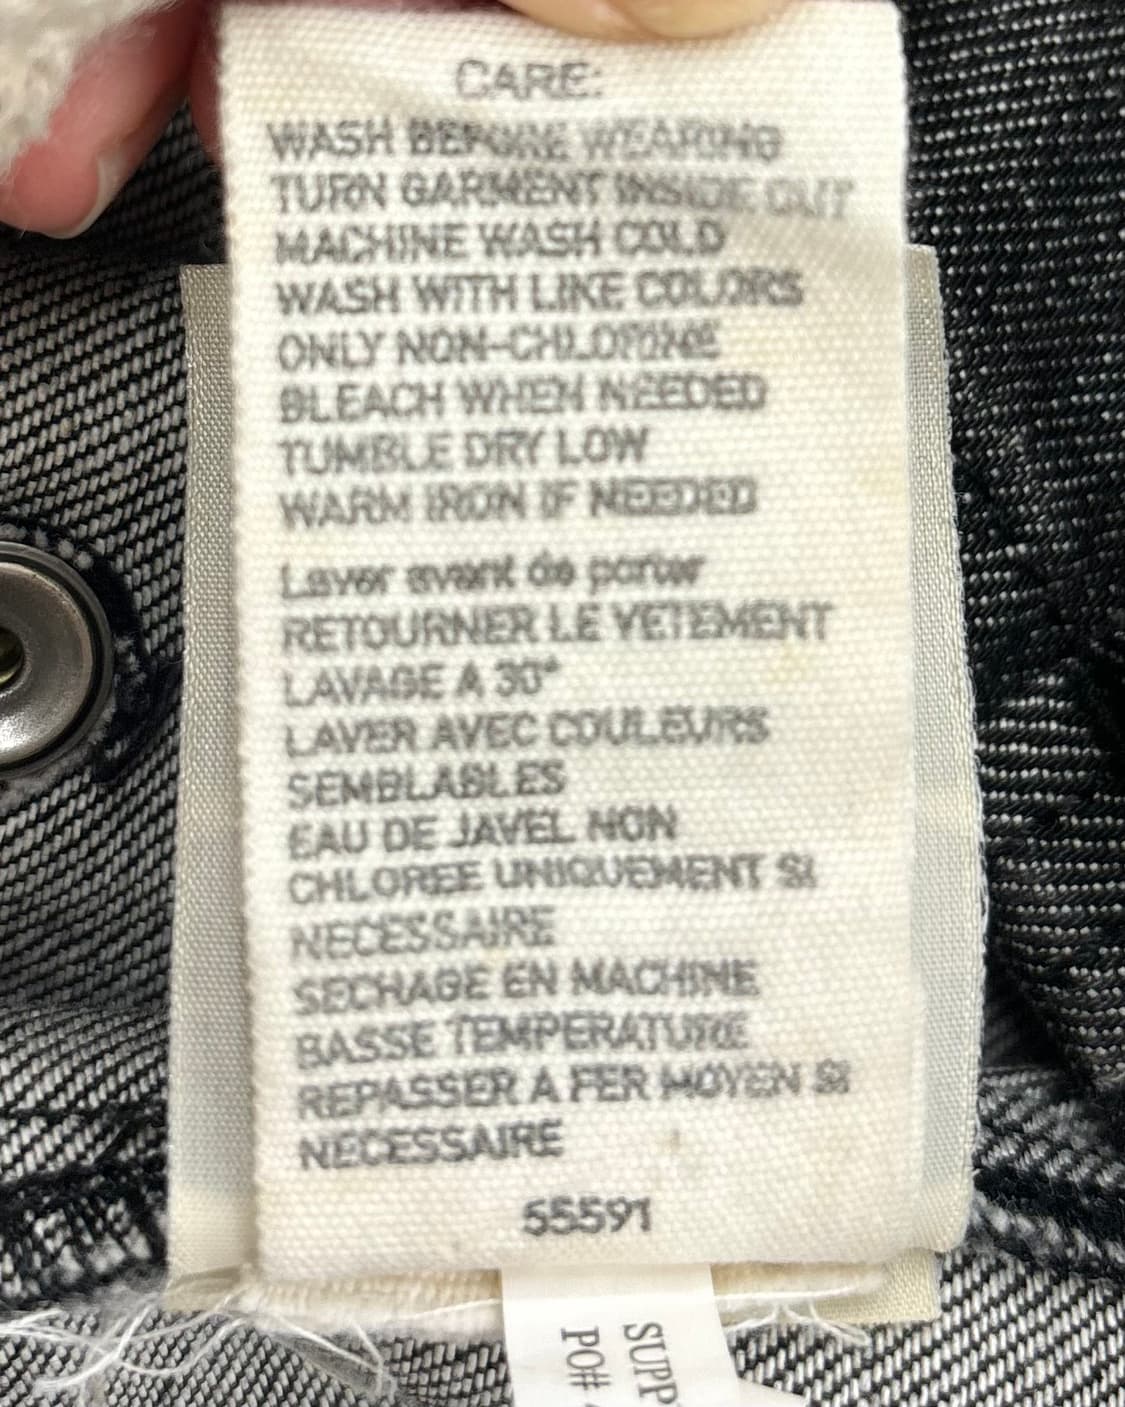 CARE:
WASH BEFORE WEARING
TURN GARMENT INSIDE OUT
MACHINE WASH COLD
WASH WITH LIKE COLORS
ONLY NON-CHLORINE
BLEACH WHEN NEEDED
TUMBLE DRY LOW
WARM IRON IF NEEDED
Laver avant de porter
RETOURNER LE VETEMENT
LAVAGE A 30°
LAVER AVEC COULEURS
SEMBLABLES
EAU DE JAVEL NON
CHLOREE UNIQUEMENT SI
NECESSAIRE
SECHAGE EN MACHINE
BASSE TEMPERATURE
REPASSER A FER MOYEN SI
NECESSAIRE
55591
SUPP
PO#